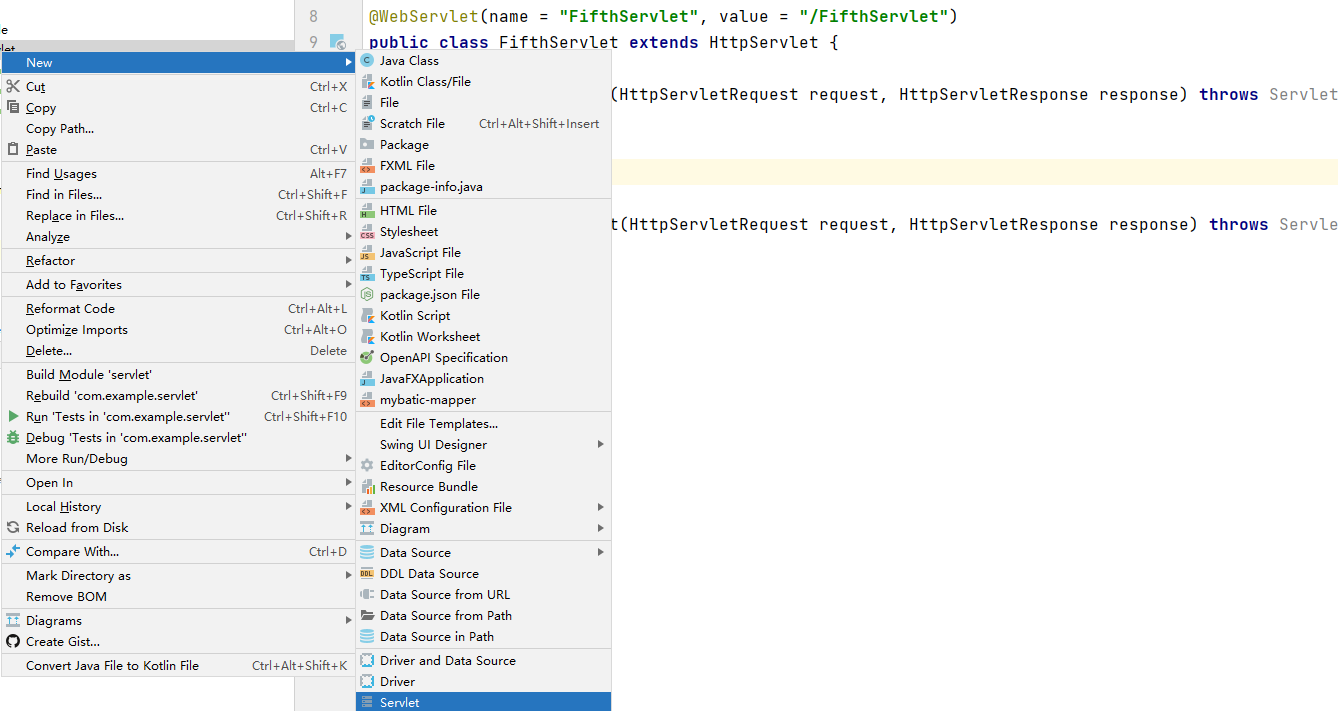 8 @WebServlet(name = "FifthServlet", value = "/FifthServlet")
9 public class FifthServlet extends HttpServlet {
(HttpServletRequest request, HttpServletResponse response) throws Servlet
t(HttpServletRequest request, HttpServletResponse response) throws Servle
New
Cut Ctrl+X
Copy Ctrl+C
Copy Path...
Paste Ctrl+V
Find Usages Alt+F7
Find in Files... Ctrl+Shift+F
Replace in Files... Ctrl+Shift+R
Analyze
Refactor
Add to Favorites
Reformat Code Ctrl+Alt+L
Optimize Imports Ctrl+Alt+O
Delete... Delete
Build Module 'servlet'
Rebuild 'com.example.servlet' Ctrl+Shift+F9
Run 'Tests in 'com.example.servlet'' Ctrl+Shift+F10
Debug 'Tests in 'com.example.servlet''
More Run/Debug
Open In
Local History
Reload from Disk
Compare With... Ctrl+D
Mark Directory as
Remove BOM
Diagrams
Create Gist...
Convert Java File to Kotlin File Ctrl+Alt+Shift+K
Java Class
Kotlin Class/File
File
Scratch File Ctrl+Alt+Shift+Insert
Package
FXML File
package-info.java
HTML File
Stylesheet
JavaScript File
TypeScript File
package.json File
Kotlin Script
Kotlin Worksheet
OpenAPI Specification
JavaFXApplication
mybatic-mapper
Edit File Templates...
Swing UI Designer
EditorConfig File
Resource Bundle
XML Configuration File
Diagram
Data Source
DDL Data Source
Data Source from URL
Data Source from Path
Data Source in Path
Driver and Data Source
Driver
Servlet